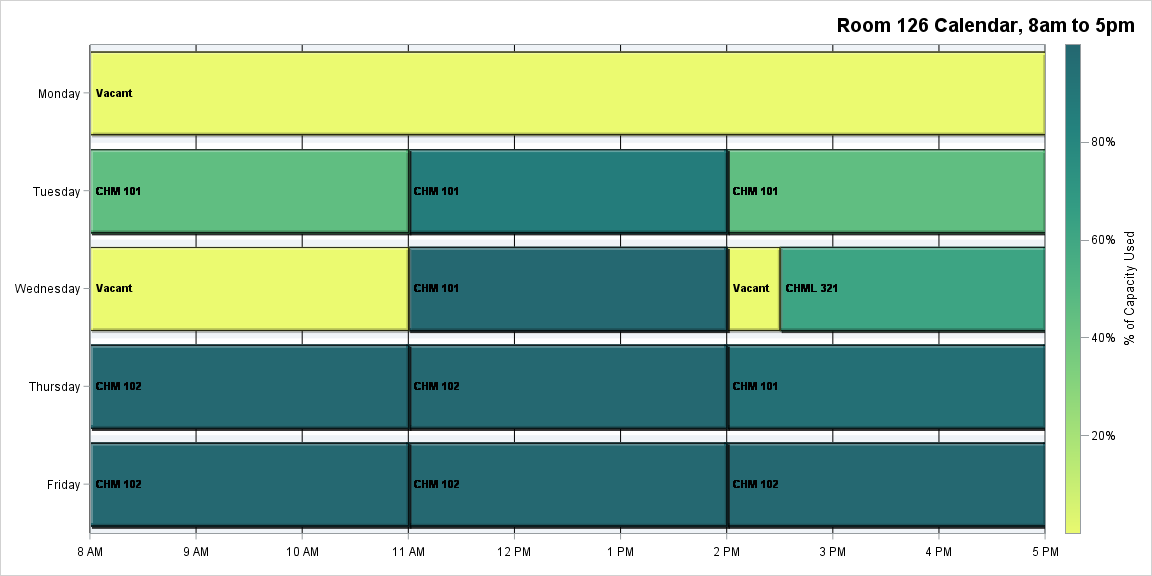 Room 126 Calendar, 8am to 5pm
Monday
Vacant
Tuesday
CHM 101
CHM 101
CHM 101
Wednesday
Vacant
CHM 101
Vacant
CHML 321
Thursday
CHM 102
CHM 102
CHM 101
Friday
CHM 102
CHM 102
CHM 102
8 AM
9 AM
10 AM
11 AM
12 PM
1 PM
2 PM
3 PM
4 PM
5 PM
80%
60%
40%
20%
% of Capacity Used